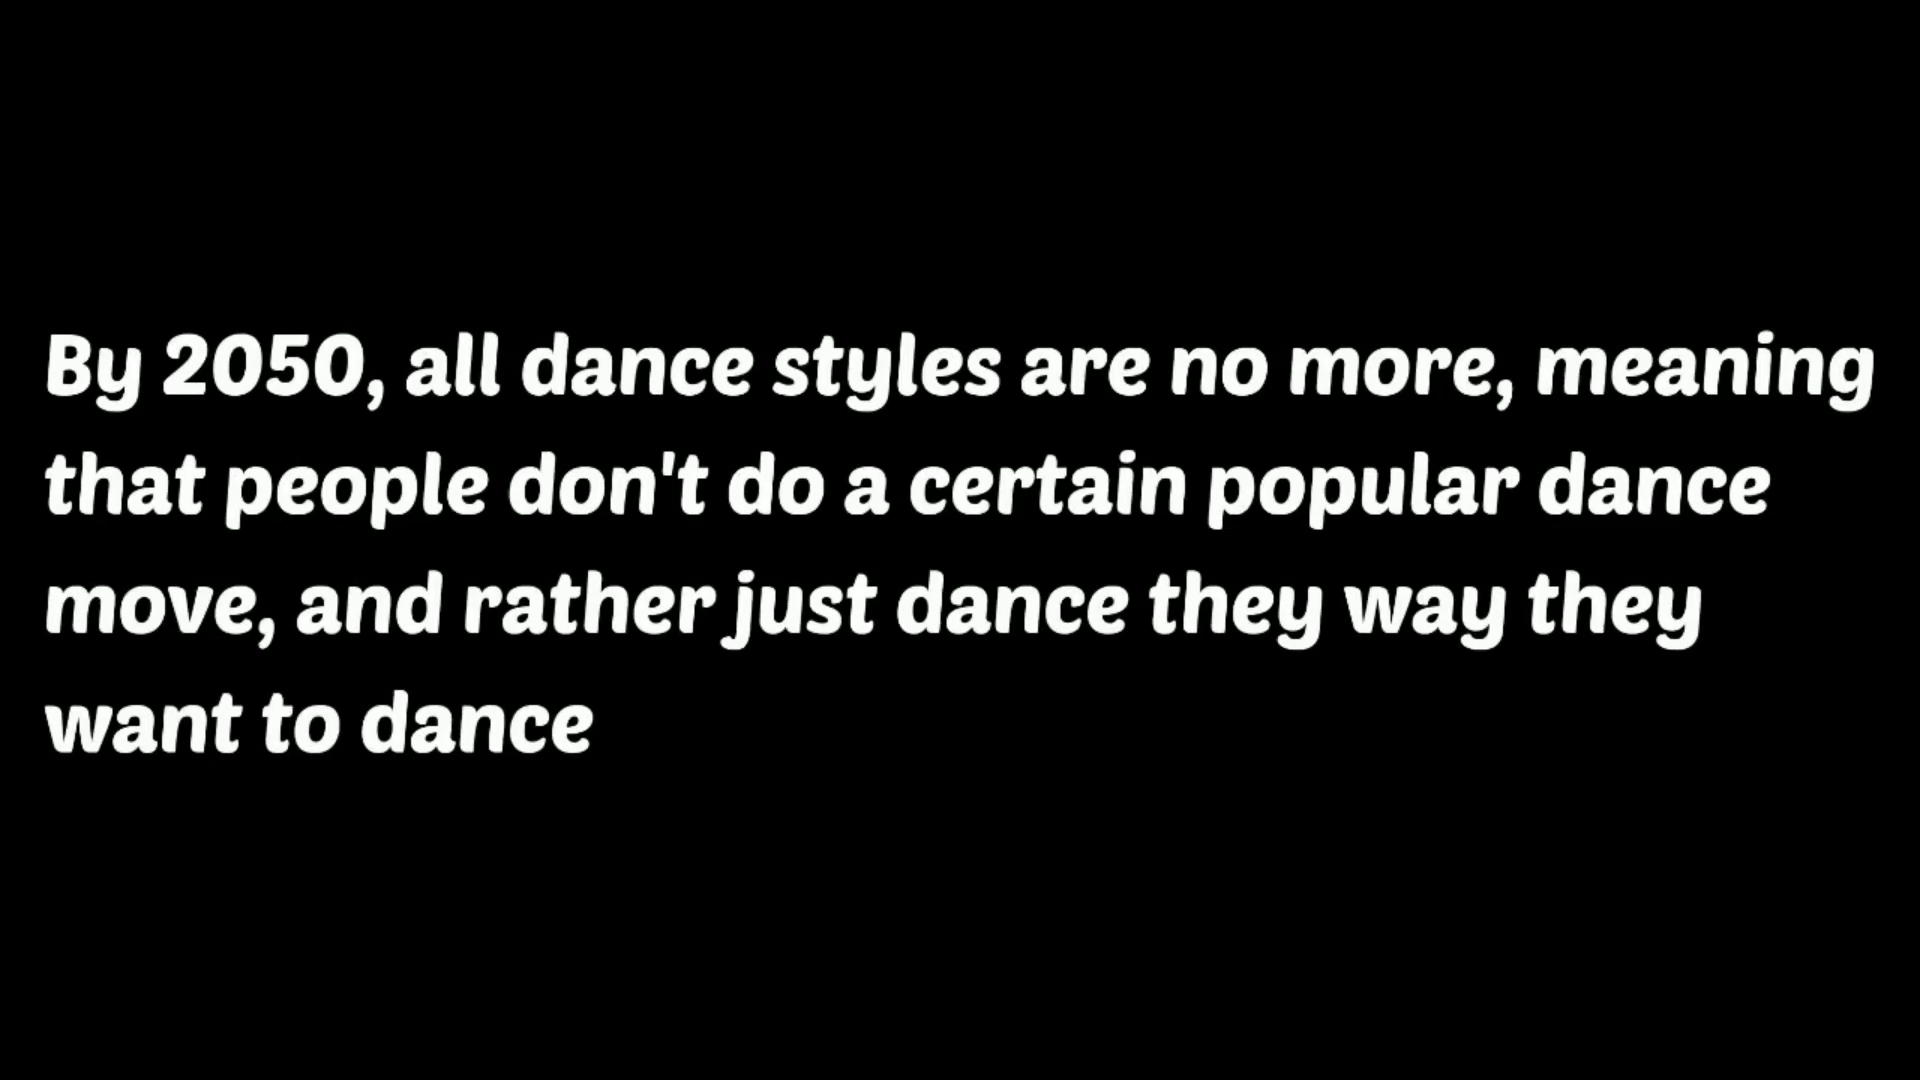 By 2050, all dance styles are no more, meaning
that people don't do a certain popular dance
move, and rather just dance they way they
want to dance